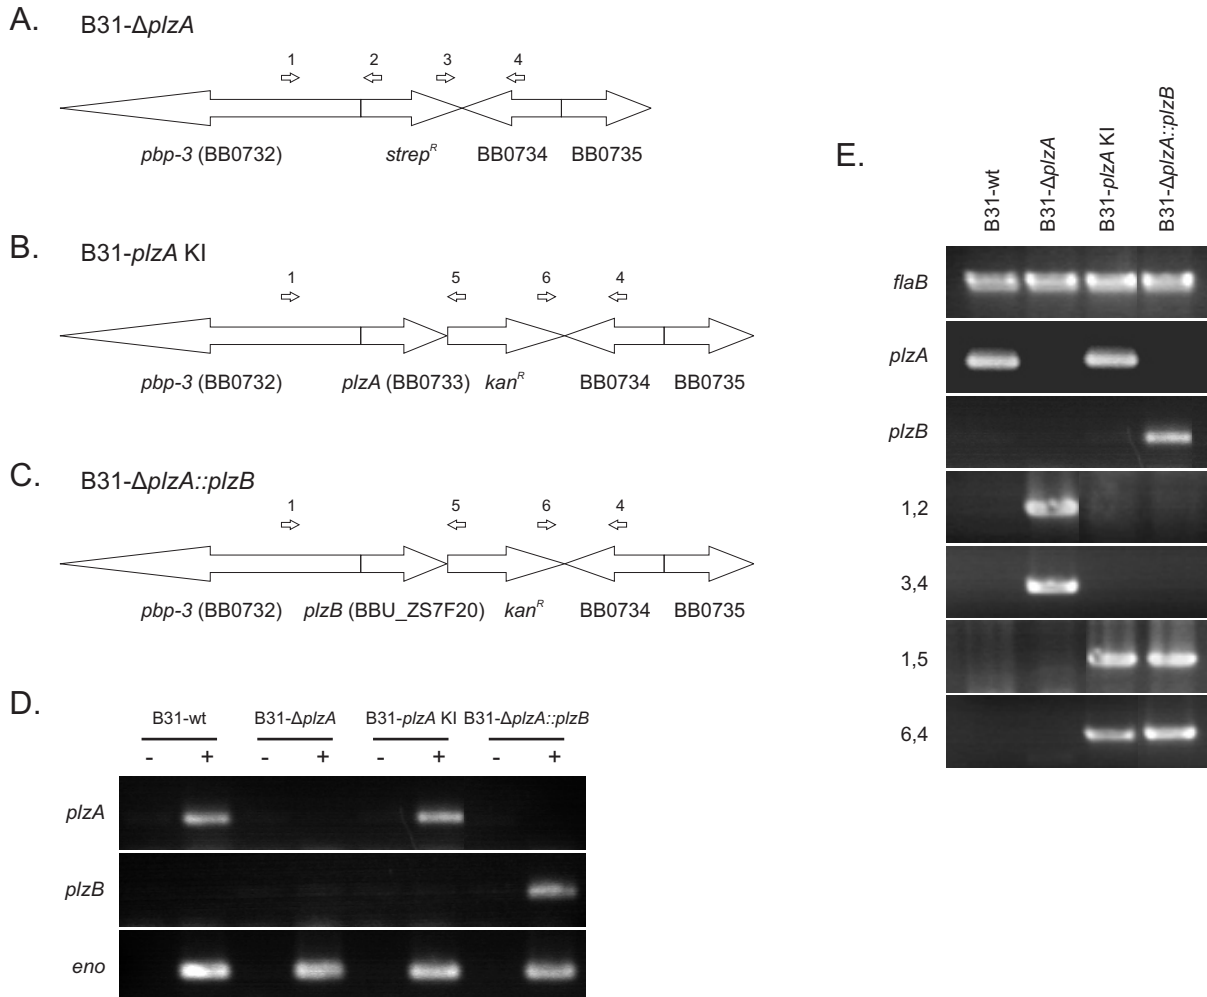 A. B31-ΔplzA
1 2 3 4
pbp-3 (BB0732) strep^R BB0734 BB0735
B. B31-plzA KI
1 5 6 4
pbp-3 (BB0732) plzA (BB0733) kan^R BB0734 BB0735
C. B31-ΔplzA::plzB
1 5 6 4
pbp-3 (BB0732) plzB (BBU_ZS7F20) kan^R BB0734 BB0735
D.
B31-wt B31-ΔplzA B31-plzA KI B31-ΔplzA::plzB
- + - + - + - +
plzA
plzB
eno
E.
B31-wt
B31-ΔplzA
B31-plzA KI
B31-ΔplzA::plzB
flaB
plzA
plzB
1,2
3,4
1,5
6,4